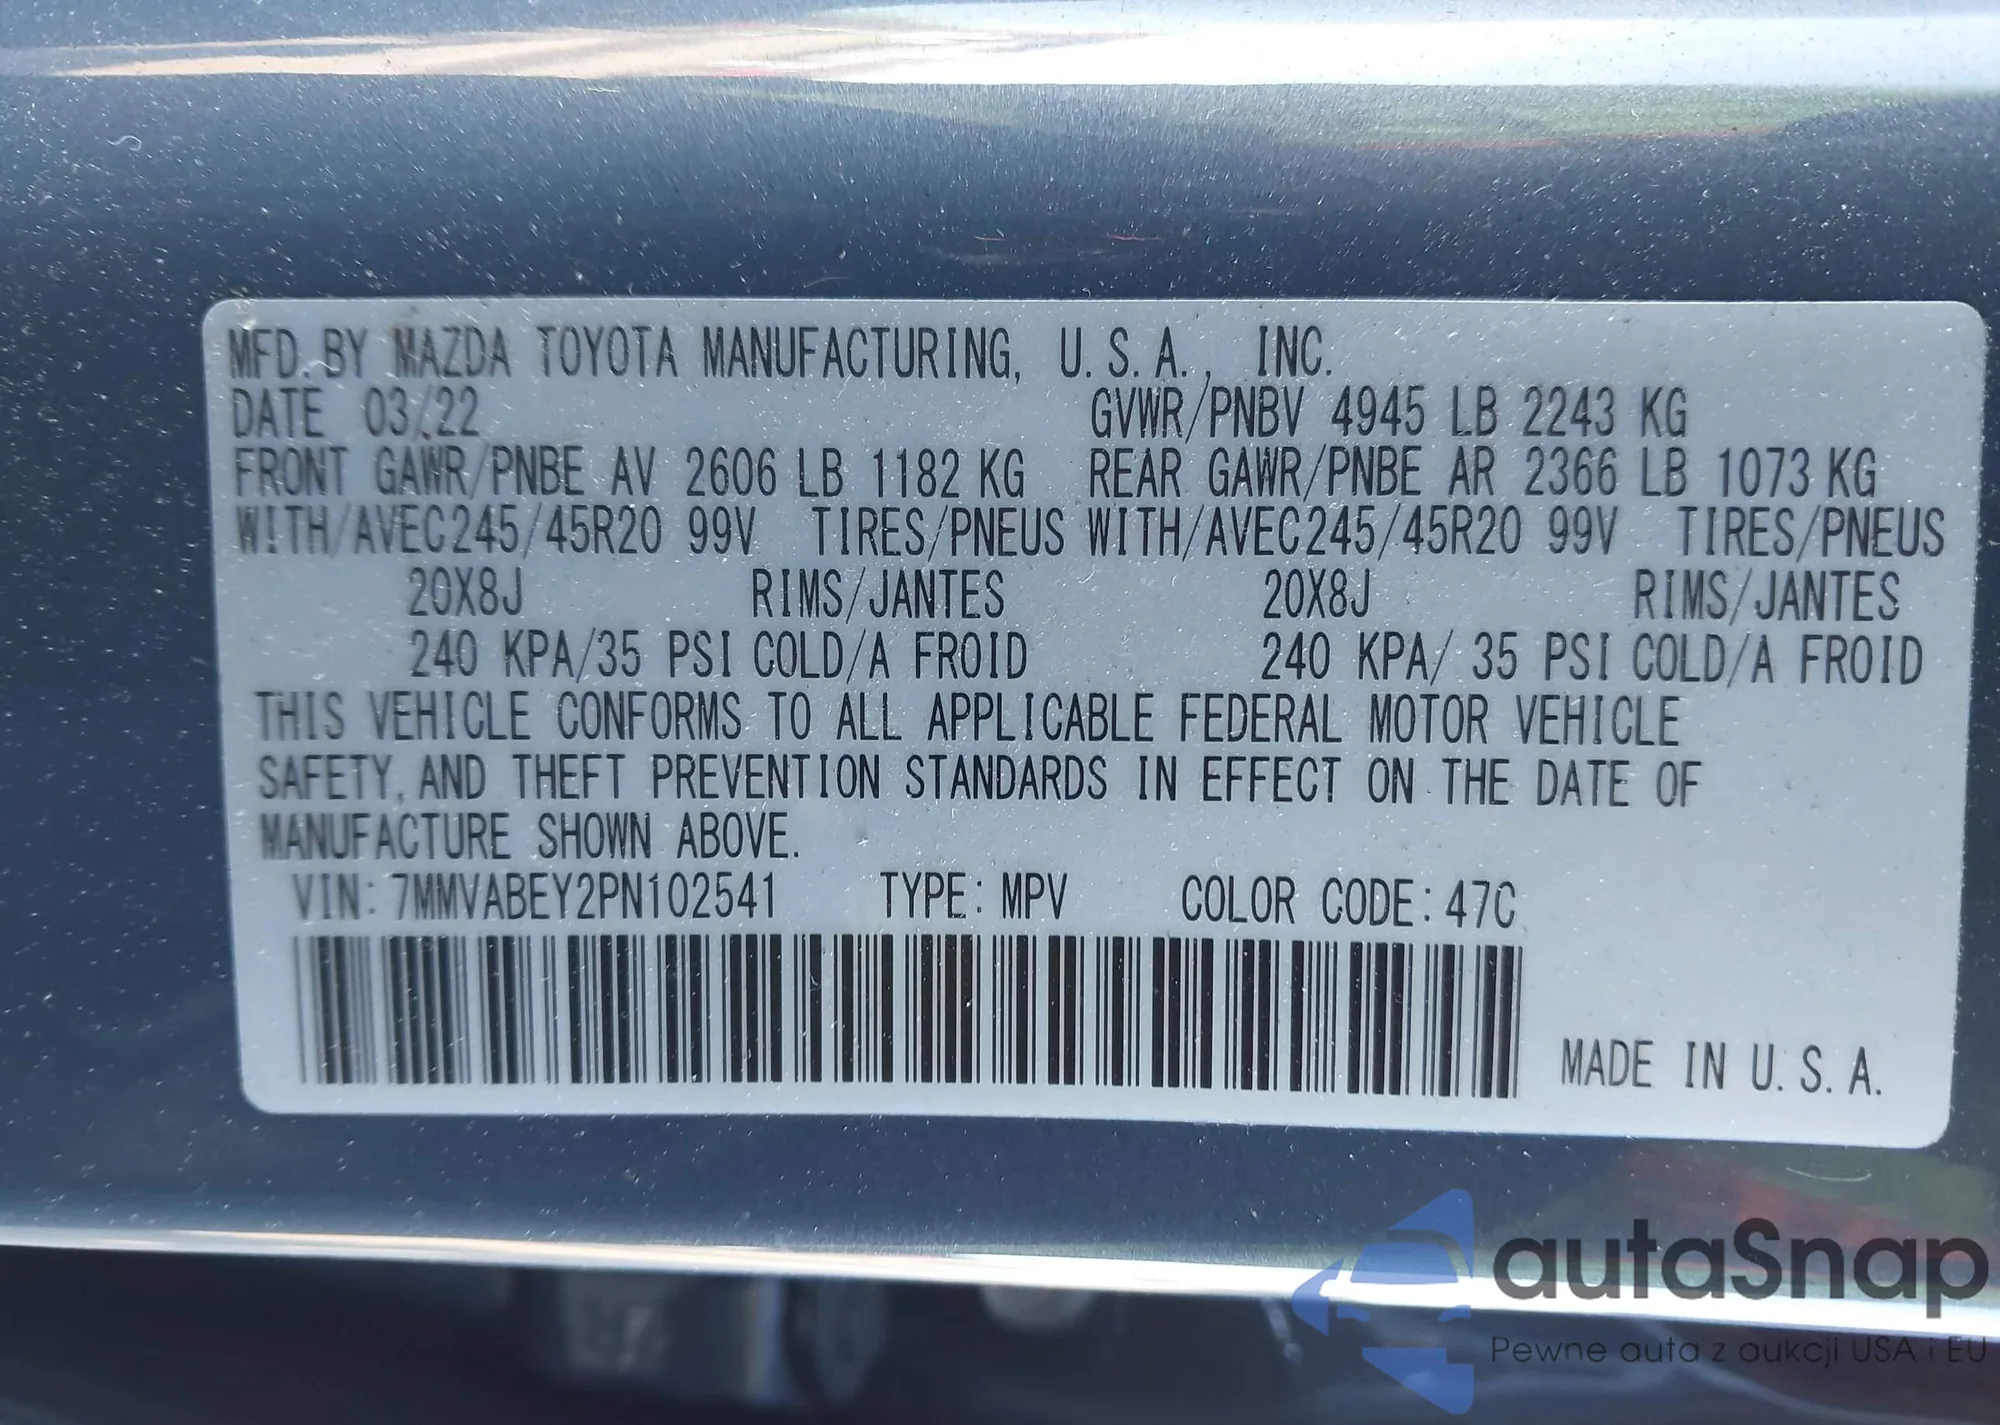 MFD. BY MAZDA TOYOTA MANUFACTURING, U.S.A., INC.
DATE 03/22 GVWR/PNBV 4945 LB 2243 KG
FRONT GAWR/PNBE AV 2606 LB 1182 KG REAR GAWR/PNBE AR 2366 LB 1073 KG
WITH/AVEC245/45R20 99V TIRES/PNEUS WITH/AVEC245/45R20 99V TIRES/PNEUS
20X8J RIMS/JANTES 20X8J RIMS/JANTES
240 KPA/35 PSI COLD/A FROID 240 KPA/ 35 PSI COLD/A FROID
THIS VEHICLE CONFORMS TO ALL APPLICABLE FEDERAL MOTOR VEHICLE
SAFETY, AND THEFT PREVENTION STANDARDS IN EFFECT ON THE DATE OF
MANUFACTURE SHOWN ABOVE.
VIN: 7MMVABEY2PN102541 TYPE: MPV COLOR CODE: 47C
MADE IN U.S.A.
autaSnap
Pewne auta z aukcji USA i EU